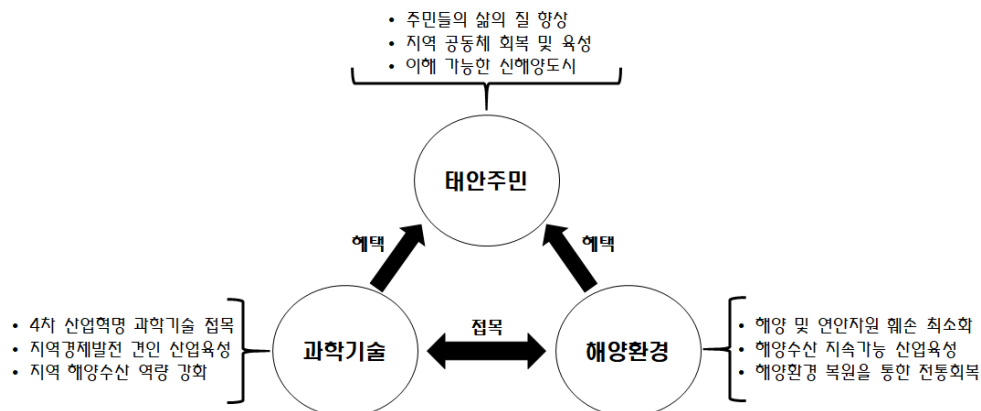 • 주민들의 삶의 질 향상
• 지역 공동체 회복 및 육성
• 이해 가능한 신해양도시
태안주민
혜택
혜택
• 4차 산업혁명 과학기술 접목
• 지역경제발전 견인 산업육성
• 지역 해양수산 역량 강화
과학기술
접목
해양환경
• 해양 및 연안자원 훼손 최소화
• 해양수산 지속가능 산업육성
• 해양환경 복원을 통한 전통회복